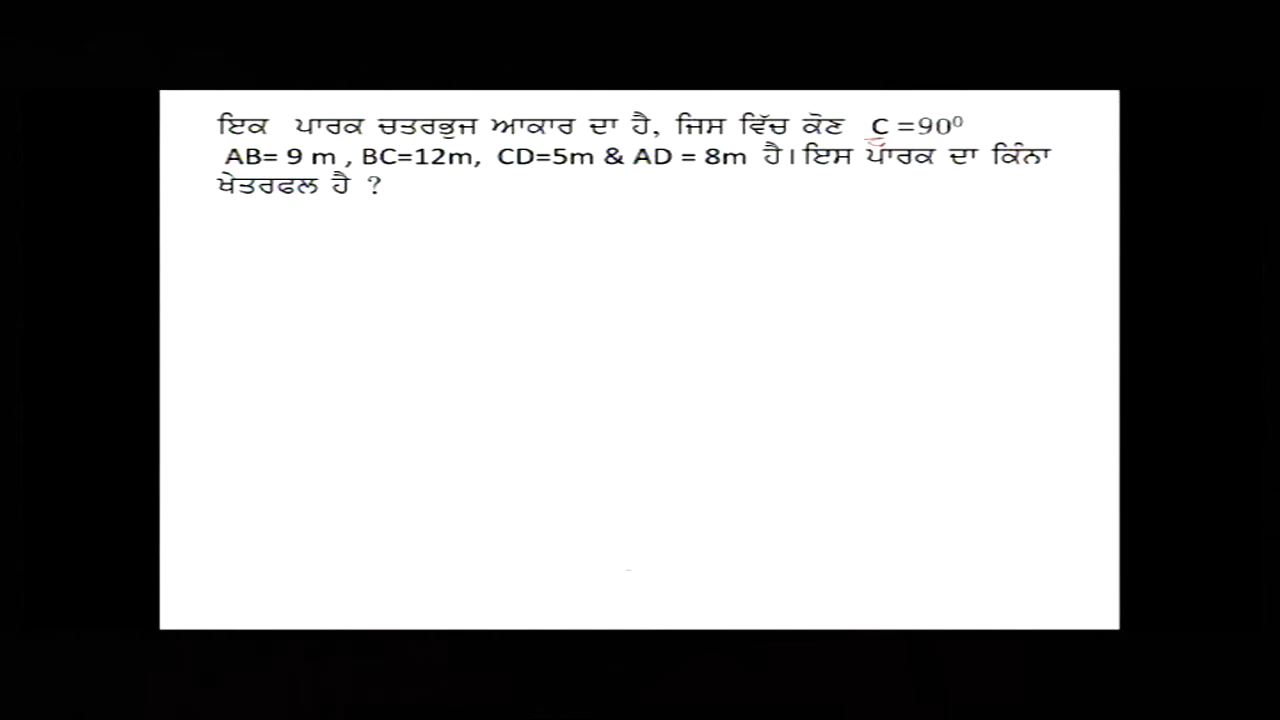 ਇਕ ਪਾਰਕ ਚਤਰਭੁਜ ਆਕਾਰ ਦਾ ਹੈ, ਜਿਸ ਵਿੱਚ ਕੋਣ C =90⁰
AB= 9 m , BC=12m, CD=5m & AD = 8m ਹੈ। ਇਸ ਪਾਰਕ ਦਾ ਕਿੰਨਾ
ਖੇਤਰਫਲ ਹੈ ?